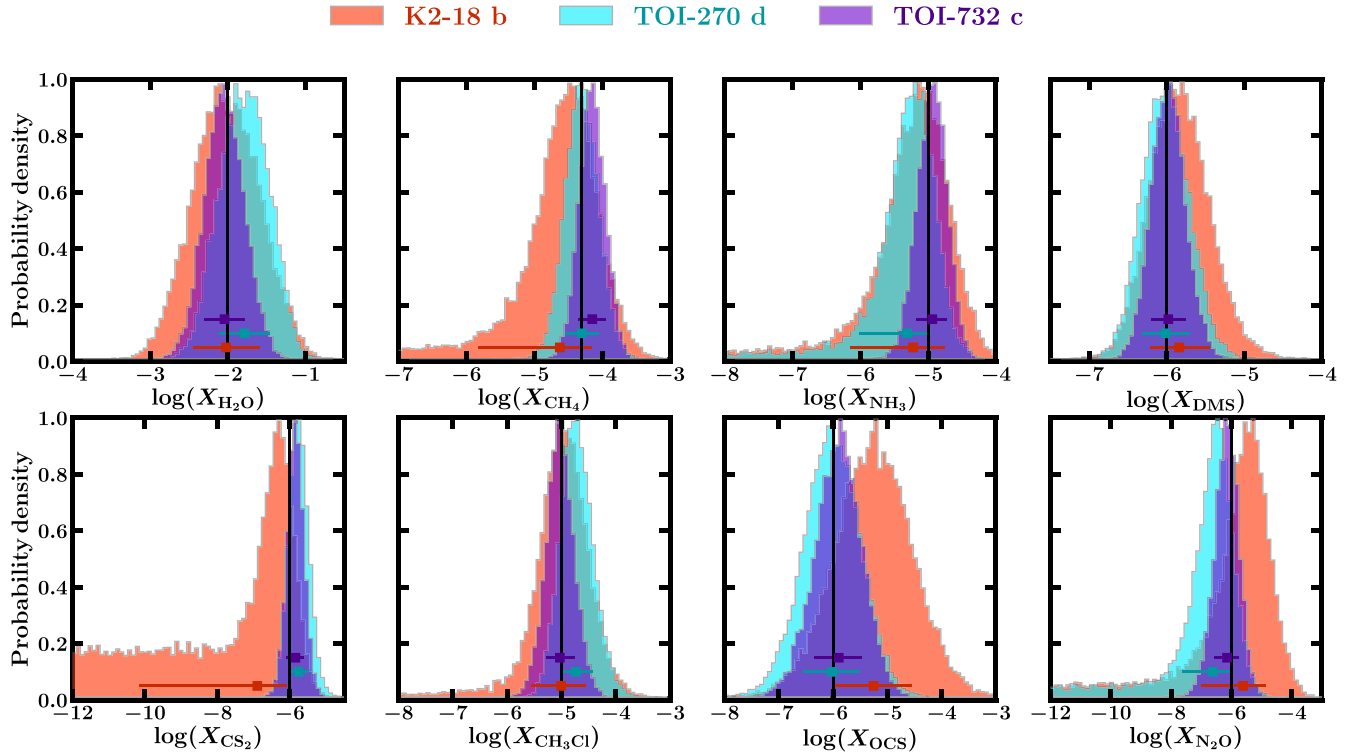 K2-18 b TOI-270 d TOI-732 c
Probability density
1.0
0.8
0.6
0.4
0.2
0.0
−4 −3 −2 −1
log(X_H₂O)
−7 −6 −5 −4 −3
log(X_CH₄)
−8 −7 −6 −5 −4
log(X_NH₃)
−7 −6 −5 −4
log(X_DMS)
Probability density
1.0
0.8
0.6
0.4
0.2
0.0
−12 −10 −8 −6
log(X_CS₂)
−8 −7 −6 −5 −4 −3
log(X_CH₃Cl)
−8 −7 −6 −5 −4 −3
log(X_OCS)
−12 −10 −8 −6 −4
log(X_N₂O)